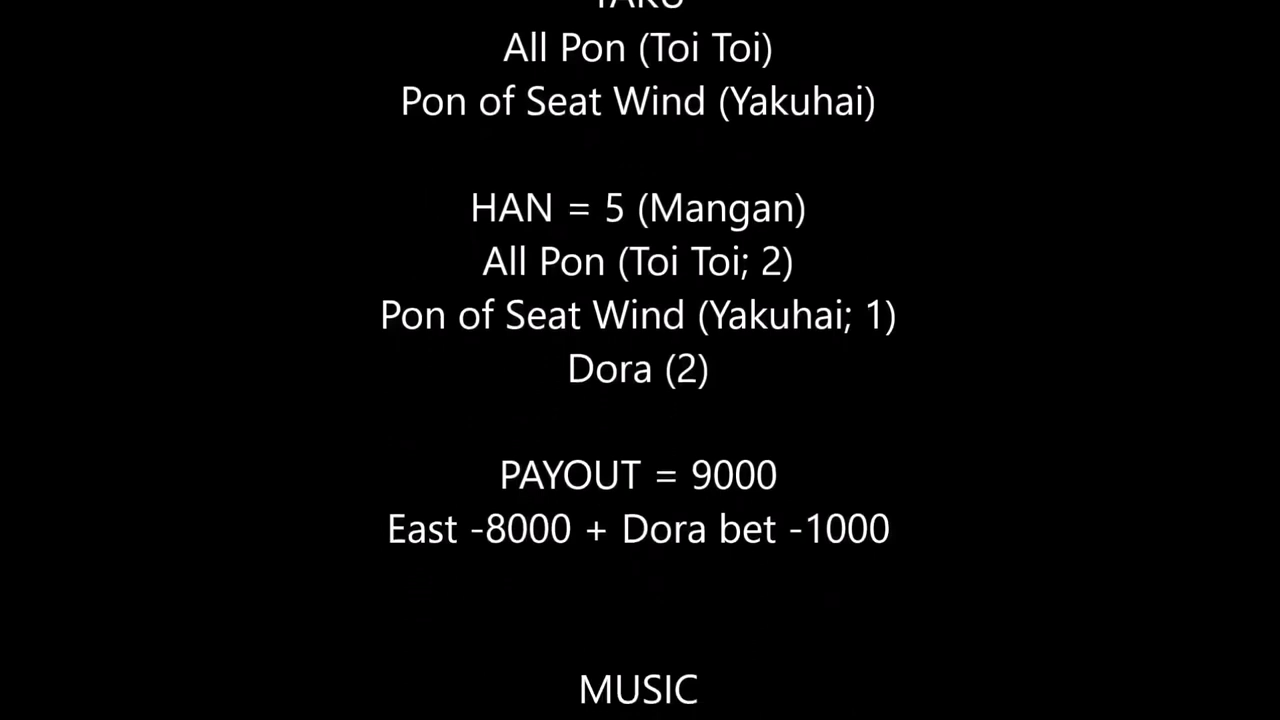 YAKU
All Pon (Toi Toi)
Pon of Seat Wind (Yakuhai)
HAN = 5 (Mangan)
All Pon (Toi Toi; 2)
Pon of Seat Wind (Yakuhai; 1)
Dora (2)
PAYOUT = 9000
East -8000 + Dora bet -1000
MUSIC